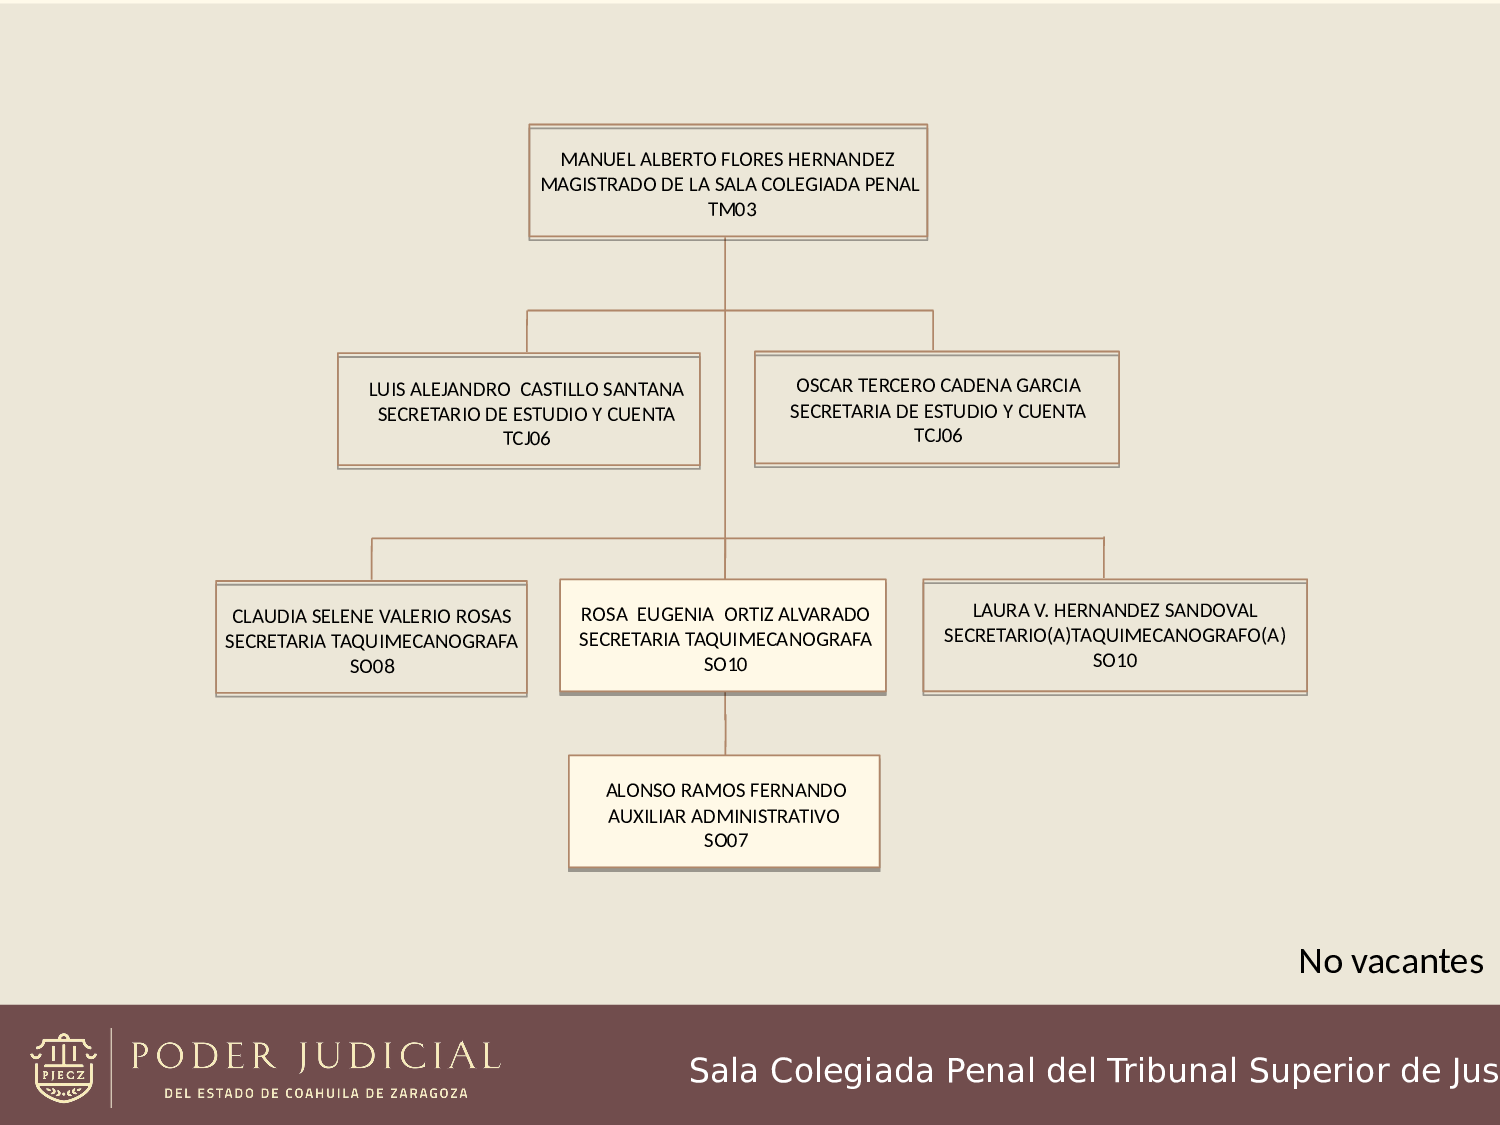 MANUEL ALBERTO FLORES HERNANDEZ
MAGISTRADO DE LA SALA COLEGIADA PENAL
TM03
LUIS ALEJANDRO  CASTILLO SANTANA
SECRETARIO DE ESTUDIO Y CUENTA
TCJ06
OSCAR TERCERO CADENA GARCIA
SECRETARIA DE ESTUDIO Y CUENTA
TCJ06
CLAUDIA SELENE VALERIO ROSAS
SECRETARIA TAQUIMECANOGRAFA
SO08
ROSA  EUGENIA  ORTIZ ALVARADO
SECRETARIA TAQUIMECANOGRAFA
SO10
LAURA V. HERNANDEZ SANDOVAL
SECRETARIO(A)TAQUIMECANOGRAFO(A)
SO10
ALONSO RAMOS FERNANDO
AUXILIAR ADMINISTRATIVO
SO07
No vacantes
PJECZ
PODER JUDICIAL
DEL ESTADO DE COAHUILA DE ZARAGOZA
Sala Colegiada Penal del Tribunal Superior de Jus